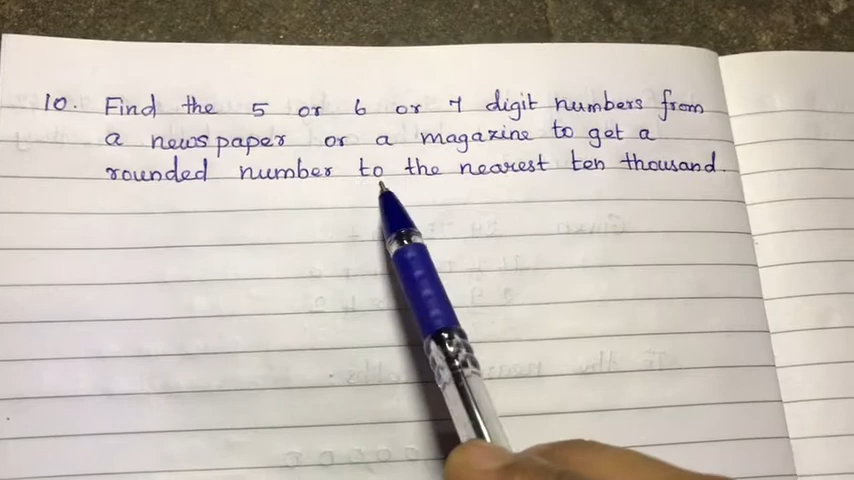 10. Find the 5 or 6 or 7 digit numbers from
a newspaper or a magazine to get a
rounded number to the nearest ten thousand.